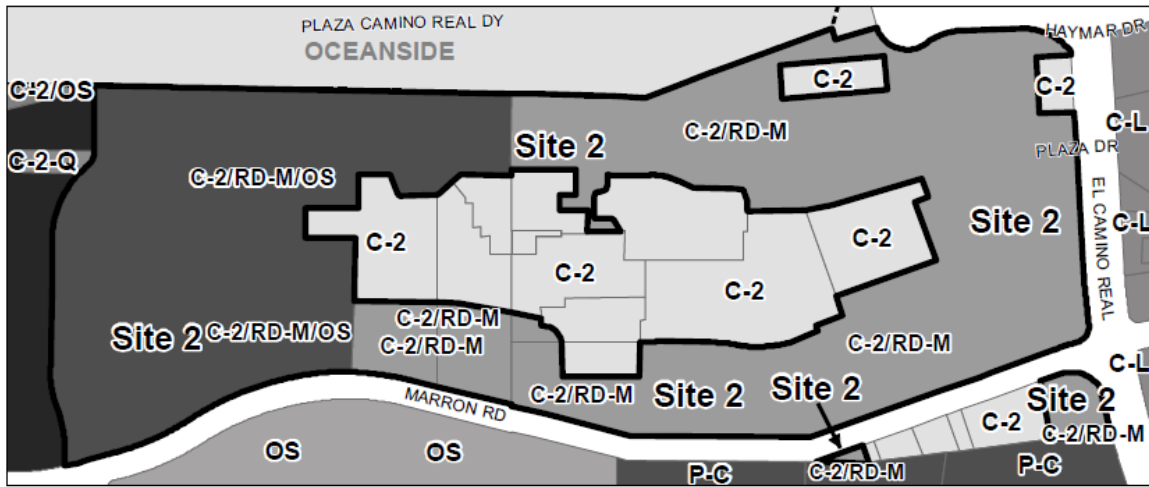 PLAZA CAMINO REAL DY
HAYMAR DR
OCEANSIDE
C-2/OS
C-2
C-2
C-L
C-2/RD-M
Site 2
PLAZA DR
C-2-Q
C-2/RD-M/OS
Site 2
C-L
C-2
C-2
C-2
C-2
EL CAMINO REAL
C-2/RD-M
Site 2
C-2/RD-M/OS
C-2/RD-M
C-2/RD-M
C-L
C-2/RD-M
Site 2
Site 2
Site 2
MARRON RD
C-2
C-2/RD-M
OS
OS
P-C
C-2/RD-M
P-C